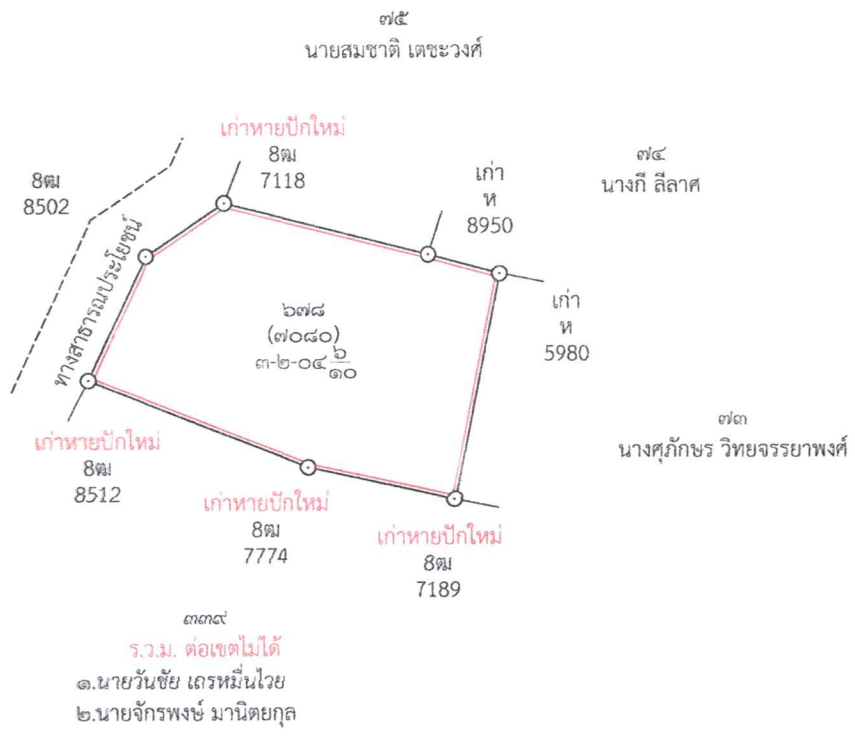 ๗๕
นายสมชาติ เตชะวงศ์
เก่าหายปักใหม่
8ฒ
7118
๗๔
นางกี ลีลาศ
เก่า
ห
8950
8ฒ
8502
ทางสาธารณประโยชน์
๖๗๘
(๗๐๘๐)
๓-๒-๐๔ ๖/๑๐
เก่า
ห
5980
๗๓
นางศุภักษร วิทยจรรยาพงศ์
เก่าหายปักใหม่
8ฒ
8512
เก่าหายปักใหม่
8ฒ
7774
เก่าหายปักใหม่
8ฒ
7189
๓๓๙
ร.ว.ม. ต่อเขตไม่ได้
๑.นายวันชัย เถรหมื่นไวย
๒.นายจักรพงษ์ มานิตยกุล